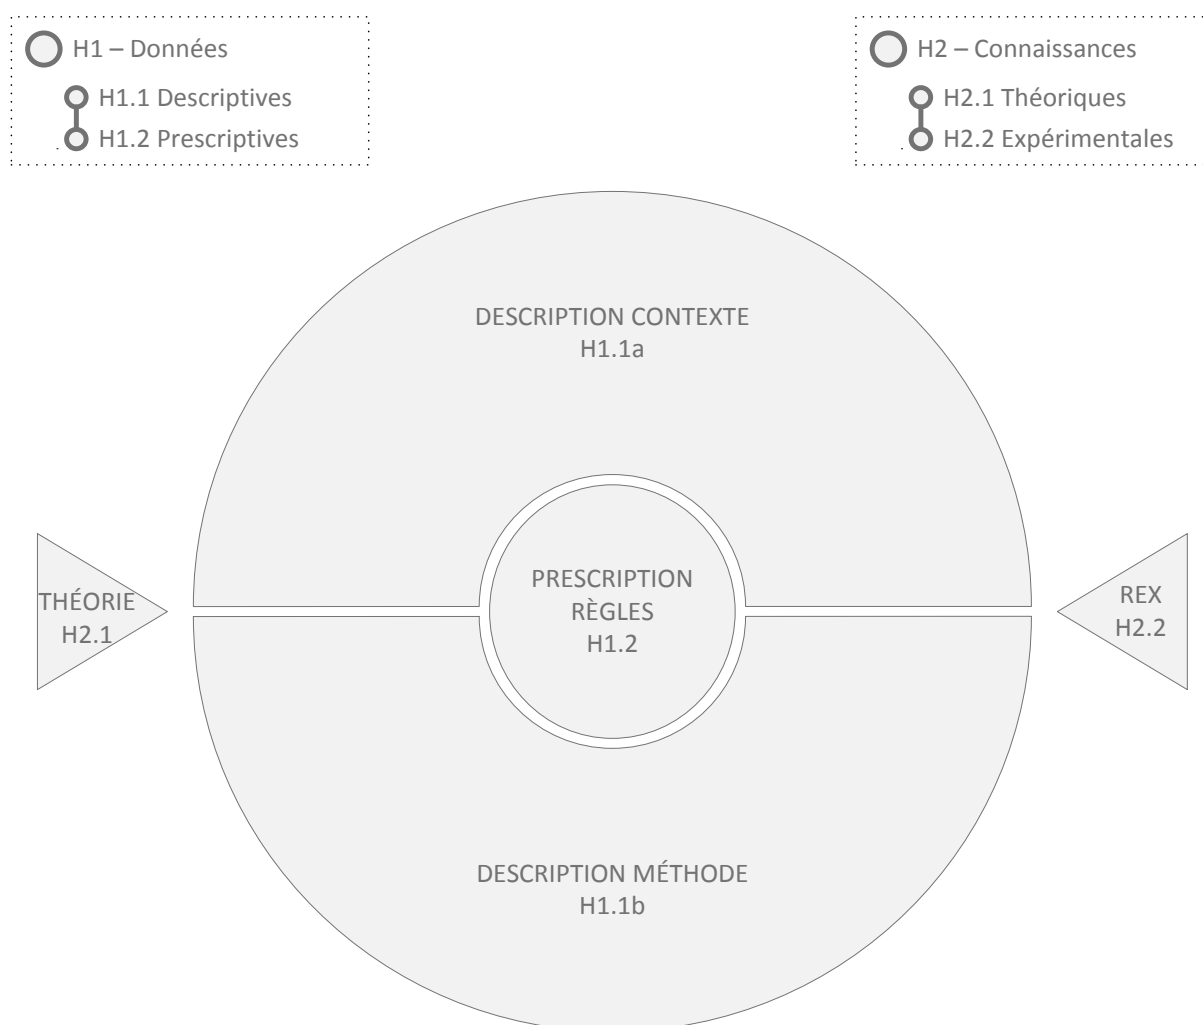 H1 – Données
H1.1 Descriptives
H1.2 Prescriptives
H2 – Connaissances
H2.1 Théoriques
H2.2 Expérimentales
DESCRIPTION CONTEXTE
H1.1a
PRESCRIPTION
RÈGLES
H1.2
THÉORIE
H2.1
REX
H2.2
DESCRIPTION MÉTHODE
H1.1b